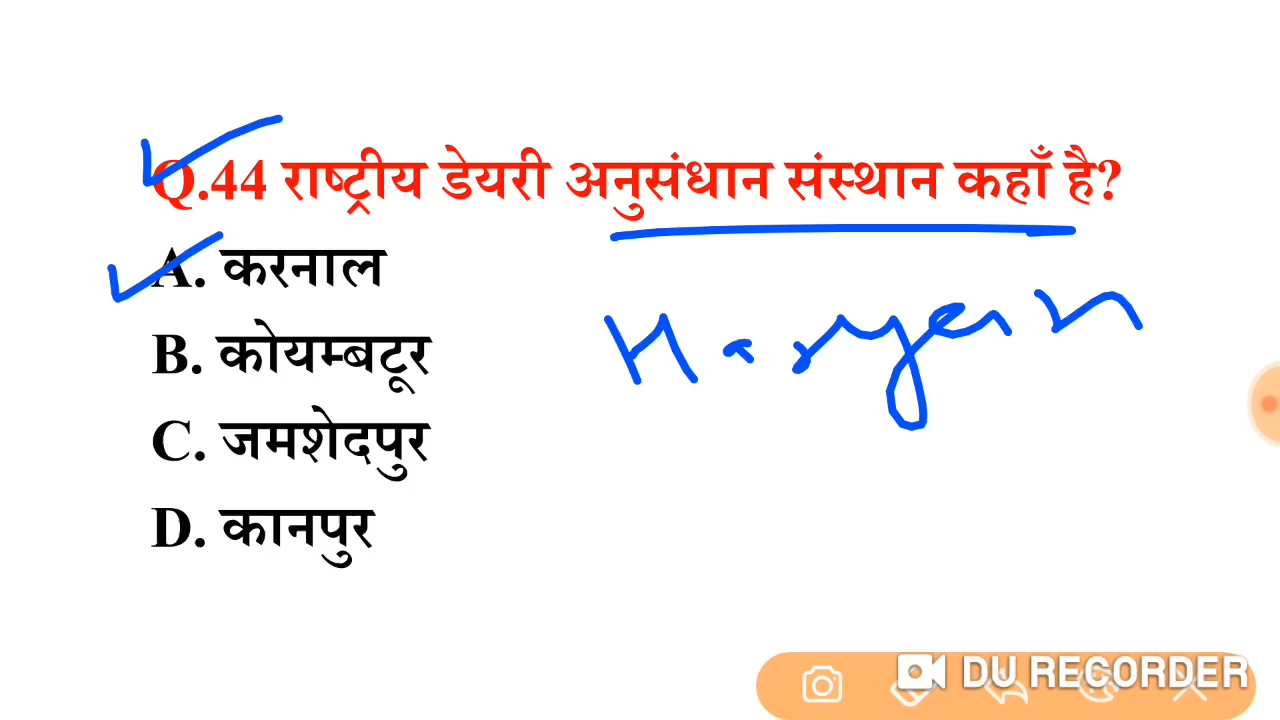 Q.44 राष्ट्रीय डेयरी अनुसंधान संस्थान कहाँ है?
A. करनाल
B. कोयम्बटूर
C. जमशेदपुर
D. कानपुर
DU RECORDER